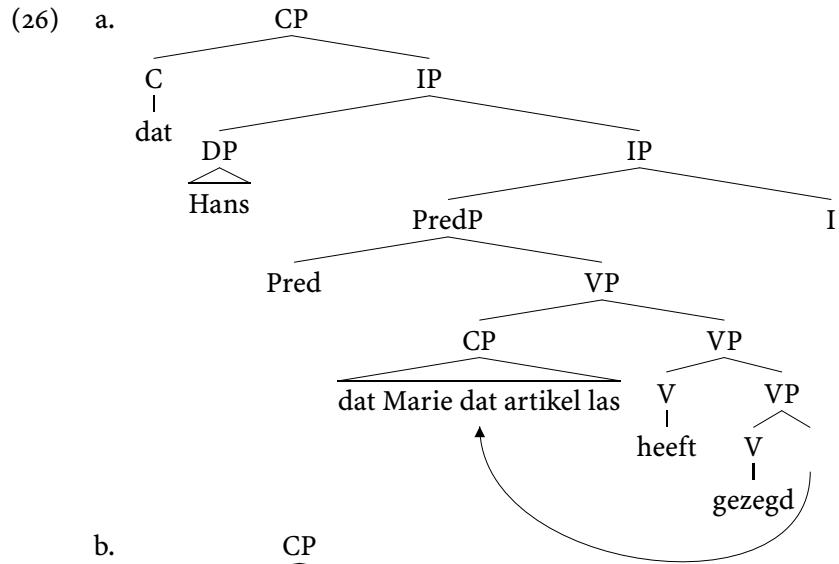 (26) a. CP
C IP
dat
DP IP
Hans
PredP I
Pred VP
CP VP
dat Marie dat artikel las V VP
heeft V
gezegd
b. CP